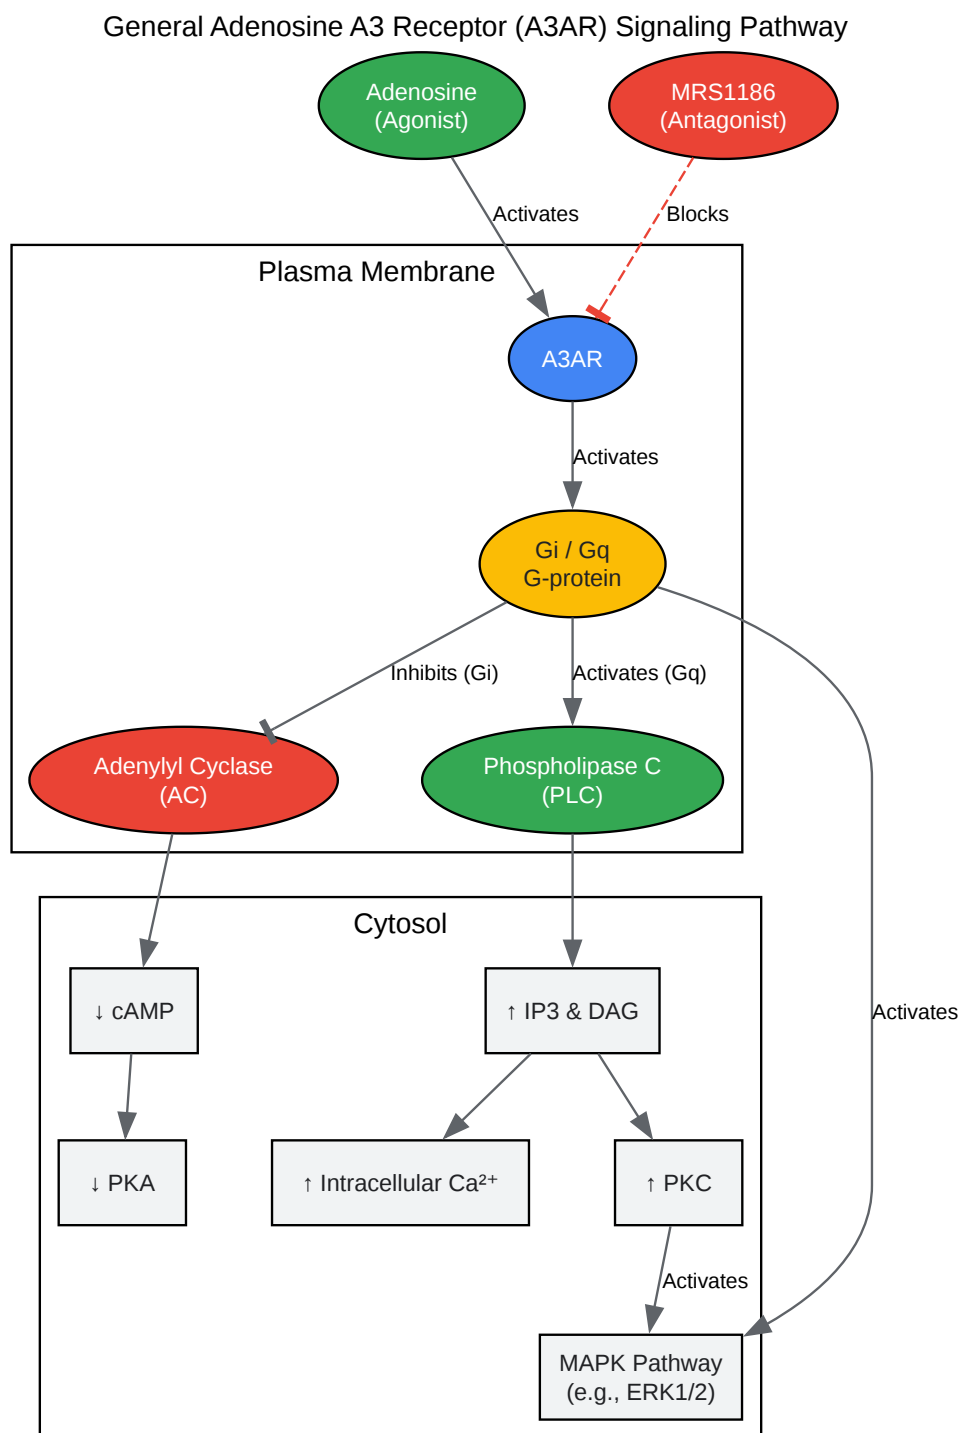 General Adenosine A3 Receptor (A3AR) Signaling Pathway
Adenosine
(Agonist)
MRS1186
(Antagonist)
Activates
Blocks
Plasma Membrane
A3AR
Activates
Gi / Gq
G-protein
Inhibits (Gi)
Activates (Gq)
Adenylyl Cyclase
(AC)
Phospholipase C
(PLC)
Cytosol
↓ cAMP
↑ IP3 & DAG
Activates
↓ PKA
↑ Intracellular Ca²⁺
↑ PKC
Activates
MAPK Pathway
(e.g., ERK1/2)